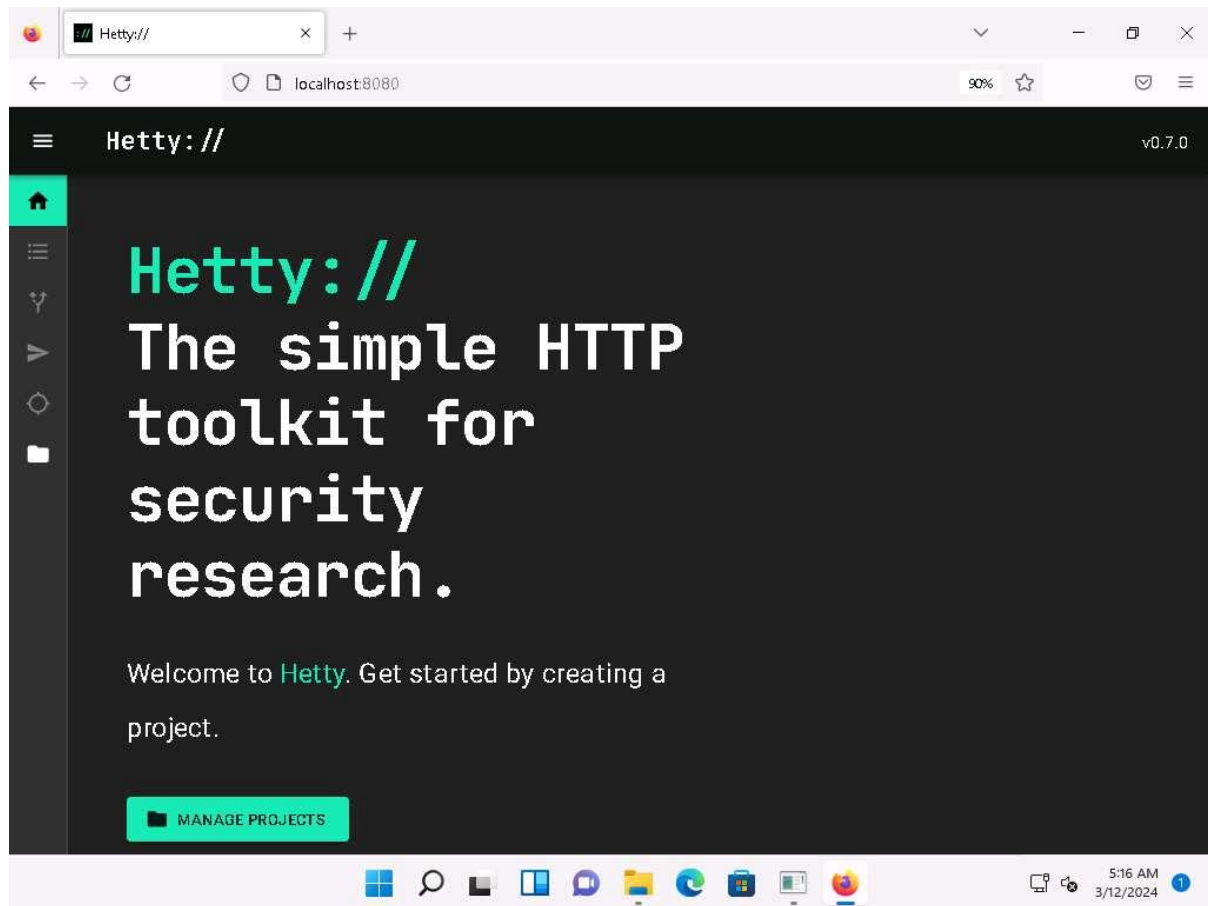 Hetty://
localhost:8080
90%
Hetty://
v0.7.0
Hetty://
The simple HTTP
toolkit for
security
research.
Welcome to Hetty. Get started by creating a
project.
MANAGE PROJECTS
5:16 AM
3/12/2024
1